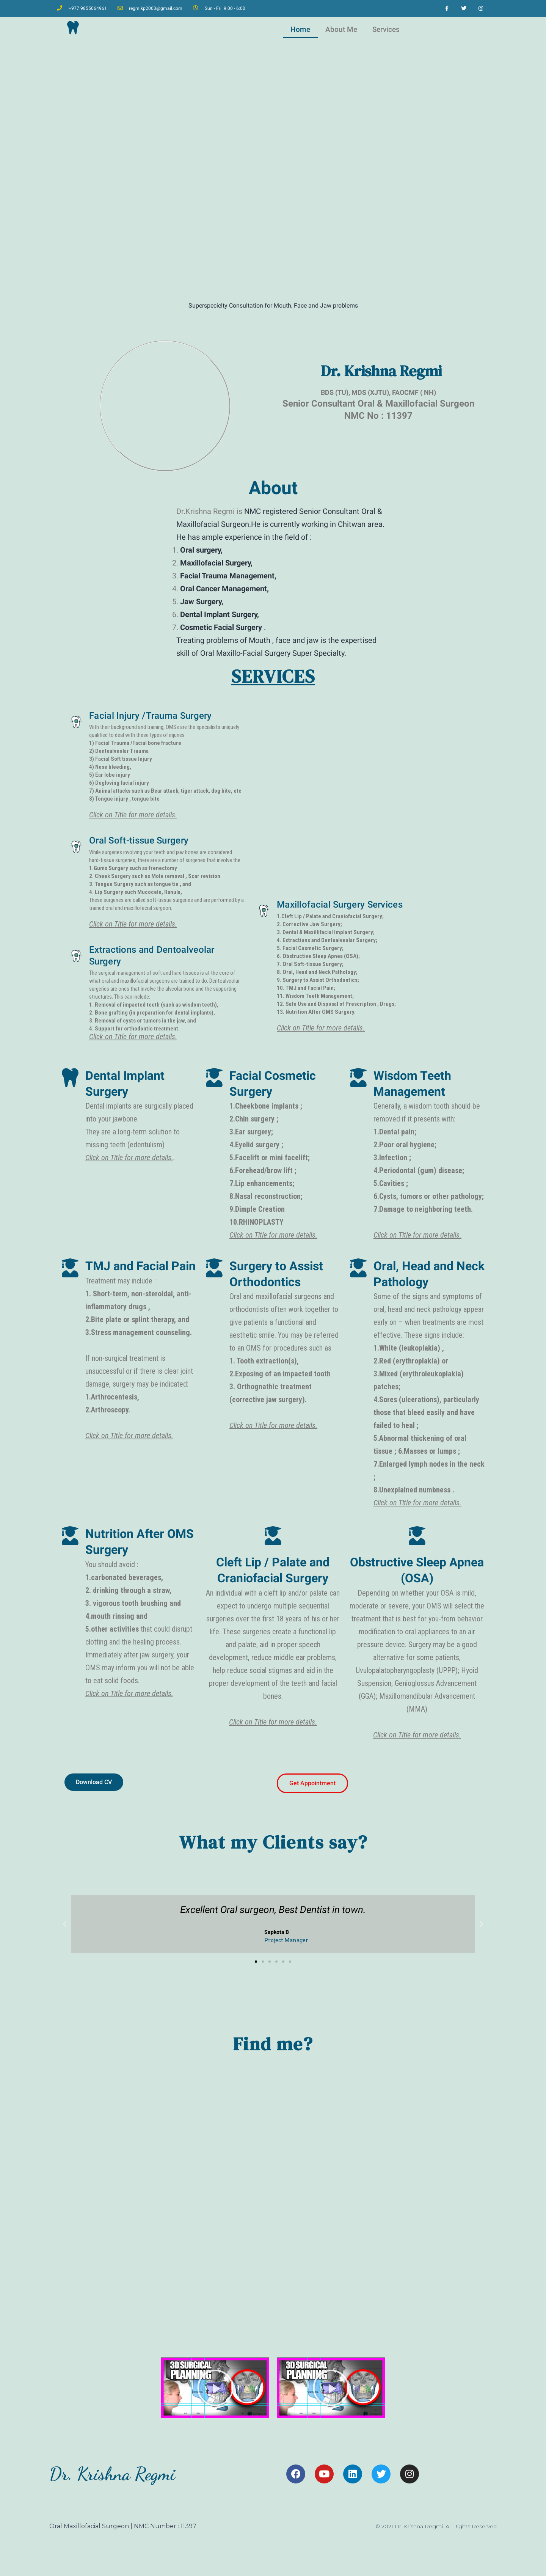 +977 9855064961 regmikp2003@gmail.com Sun - Fri: 9:00 - 6:00
Home About Me Services
Superspecielty Consultation for Mouth, Face and Jaw problems
Dr. Krishna Regmi
BDS (TU), MDS (XJTU), FAOCMF ( NH)
Senior Consultant Oral & Maxillofacial Surgeon
NMC No : 11397
About
Dr.Krishna Regmi is NMC registered Senior Consultant Oral &
Maxillofacial Surgeon.He is currently working in Chitwan area.
He has ample experience in the field of :
1. Oral surgery,
2. Maxillofacial Surgery,
3. Facial Trauma Management,
4. Oral Cancer Management,
5. Jaw Surgery,
6. Dental Implant Surgery,
7. Cosmetic Facial Surgery .
Treating problems of Mouth , face and jaw is the expertised
skill of Oral Maxillo-Facial Surgery Super Specialty.
SERVICES
Facial Injury /Trauma Surgery
With their background and training, OMSs are the specialists uniquely
qualified to deal with these types of injuries
1) Facial Trauma /Facial bone fracture
2) Dentoalveolar Trauma
3) Facial Soft tissue Injury
4) Nose bleeding,
5) Ear lobe injury
6) Degloving facial injury
7) Animal attacks such as Bear attack, tiger attack, dog bite, etc
8) Tongue injury , tongue bite
Click on Title for more details.
Oral Soft-tissue Surgery
While surgeries involving your teeth and jaw bones are considered
hard-tissue surgeries, there are a number of surgeries that involve the
1.Gums Surgery such as frenectomy
2. Cheek Surgery such as Mole removal , Scar revision
3. Tongue Surgery such as tongue tie , and
4. Lip Surgery such Mucocele, Ranula,
These surgeries are called soft-tissue surgeries and are performed by a
trained oral and maxillofacial surgeon.
Click on Title for more details.
Extractions and Dentoalveolar
Surgery
The surgical management of soft and hard tissues is at the core of
what oral and maxillofacial surgeons are trained to do. Dentoalveolar
surgeries are ones that involve the alveolar bone and the supporting
structures. This can include:
1. Removal of impacted teeth (such as wisdom teeth),
2. Bone grafting (in preparation for dental implants),
3. Removal of cysts or tumors in the jaw, and
4. Support for orthodontic treatment.
Click on Title for more details.
Maxillofacial Surgery Services
1.Cleft Lip / Palate and Craniofacial Surgery;
2. Corrective Jaw Surgery;
3. Dental & Maxillifocial Implant Surgery;
4. Extractions and Dentoalveolar Surgery;
5. Facial Cosmetic Surgery;
6. Obstructive Sleep Apnea (OSA);
7. Oral Soft-tissue Surgery;
8. Oral, Head and Neck Pathology;
9. Surgery to Assist Orthodontics;
10. TMJ and Facial Pain;
11. Wisdom Teeth Management;
12. Safe Use and Disposal of Prescription ; Drugs;
13. Nutrition After OMS Surgery
Click on Title for more details.
Dental Implant
Surgery
Dental implants are surgically placed
into your jawbone.
They are a long-term solution to
missing teeth (edentulism)
Click on Title for more details.
Facial Cosmetic
Surgery
1.Cheekbone implants ;
2.Chin surgery ;
3.Ear surgery;
4.Eyelid surgery ;
5.Facelift or mini facelift;
6.Forehead/brow lift ;
7.Lip enhancements;
8.Nasal reconstruction;
9.Dimple Creation
10.RHINOPLASTY
Click on Title for more details.
Wisdom Teeth
Management
Generally, a wisdom tooth should be
removed if it presents with:
1.Dental pain;
2.Poor oral hygiene;
3.Infection ;
4.Periodontal (gum) disease;
5.Cavities ;
6.Cysts, tumors or other pathology;
7.Damage to neighboring teeth.
Click on Title for more details.
TMJ and Facial Pain
Treatment may include :
1. Short-term, non-steroidal, anti-
inflammatory drugs ,
2.Bite plate or splint therapy, and
3.Stress management counseling.
If non-surgical treatment is
unsuccessful or if there is clear joint
damage, surgery may be indicated:
1.Arthrocentesis,
2.Arthroscopy.
Click on Title for more details.
Surgery to Assist
Orthodontics
Oral and maxillofacial surgeons and
orthodontists often work together to
give patients a functional and
aesthetic smile. You may be referred
to an OMS for procedures such as
1. Tooth extraction(s),
2.Exposing of an impacted tooth
3. Orthognathic treatment
(corrective jaw surgery).
Click on Title for more details.
Oral, Head and Neck
Pathology
Some of the signs and symptoms of
oral, head and neck pathology appear
early on – when treatments are most
effective. These signs include:
1.White (leukoplakia) ,
2.Red (erythroplakia) or
3.Mixed (erythroleukoplakia)
patches;
4.Sores (ulcerations), particularly
those that bleed easily and have
failed to heal ;
5.Abnormal thickening of oral
tissue ; 6.Masses or lumps ;
7.Enlarged lymph nodes in the neck
;
8.Unexplained numbness .
Click on Title for more details.
Nutrition After OMS
Surgery
You should avoid :
1.carbonated beverages,
2. drinking through a straw,
3. vigorous tooth brushing and
4.mouth rinsing and
5.other activities that could disrupt
clotting and the healing process.
Immediately after jaw surgery, your
OMS may inform you will not be able
to eat solid foods.
Click on Title for more details.
Cleft Lip / Palate and
Craniofacial Surgery
An individual with a cleft lip and/or palate can
expect to undergo multiple sequential
surgeries over the first 18 years of his or her
life. These surgeries create a functional lip
and palate, aid in proper speech
development, reduce middle ear problems,
help reduce social stigmas and aid in the
proper development of the teeth and facial
bones.
Click on Title for more details.
Obstructive Sleep Apnea
(OSA)
Depending on whether your OSA is mild,
moderate or severe, your OMS will select the
treatment that is best for you-from behavior
modification to oral appliances to an air
pressure device. Surgery may be a good
alternative for some patients,
Uvulopalatopharyngoplasty (UPPP); Hyoid
Suspension; Genioglossus Advancement
(GGA); Maxillomandibular Advancement
(MMA)
Click on Title for more details.
Download CV
Get Appointment
What my Clients say?
Excellent Oral surgeon, Best Dentist in town.
Sapkota B
Project Manager
Find me?
3D SURGICAL
PLANNING
3D SURGICAL
PLANNING
Dr. Krishna Regmi
Oral Maxillofacial Surgeon | NMC Number : 11397
© 2021 Dr. Krishna Regmi. All Rights Reserved